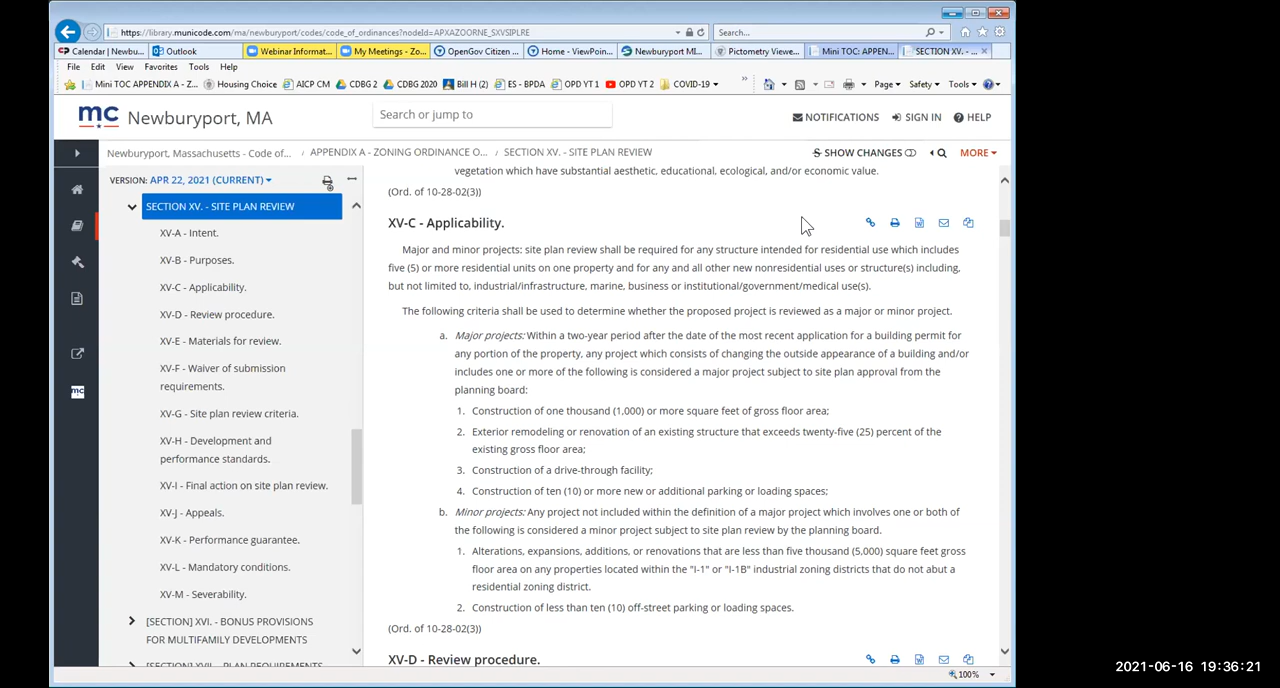 https://library.municode.com/ma/newburyport/codes/code_of_ordinances?nodeId=APXAZOORNE_SXVSIPLRE
Search...
Calendar | Newbu...
Outlook
Webinar Informat...
My Meetings - Zo...
OpenGov Citizen ...
Home - ViewPoin...
Newburyport MI...
Pictometry Viewe...
Mini TOC: APPEN...
SECTION XV. - ...
File Edit View Favorites Tools Help
Mini TOC APPENDIX A - Z...
Housing Choice
AICP CM
CDBG 2
CDBG 2020
Bill H (2)
ES - BPDA
OPD YT 1
OPD YT 2
COVID-19
Page
Safety
Tools
mc Newburyport, MA
Search or jump to
NOTIFICATIONS
SIGN IN
HELP
Newburyport, Massachusetts - Code of... / APPENDIX A - ZONING ORDINANCE O... / SECTION XV. - SITE PLAN REVIEW
SHOW CHANGES
MORE
VERSION: APR 22, 2021 (CURRENT)
SECTION XV. - SITE PLAN REVIEW
XV-A - Intent.
XV-B - Purposes.
XV-C - Applicability.
XV-D - Review procedure.
XV-E - Materials for review.
XV-F - Waiver of submission
requirements.
XV-G - Site plan review criteria.
XV-H - Development and
performance standards.
XV-I - Final action on site plan review.
XV-J - Appeals.
XV-K - Performance guarantee.
XV-L - Mandatory conditions.
XV-M - Severability.
[SECTION] XVI. - BONUS PROVISIONS
FOR MULTIFAMILY DEVELOPMENTS
[SECTION] XVII. - PLAN REQUIREMENTS
mc
vegetation which have substantial aesthetic, educational, ecological, and/or economic value.
(Ord. of 10-28-02(3))
XV-C - Applicability.
Major and minor projects: site plan review shall be required for any structure intended for residential use which includes
five (5) or more residential units on one property and for any and all other new nonresidential uses or structure(s) including,
but not limited to, industrial/infrastructure, marine, business or institutional/government/medical use(s).
The following criteria shall be used to determine whether the proposed project is reviewed as a major or minor project.
a. Major projects: Within a two-year period after the date of the most recent application for a building permit for
any portion of the property, any project which consists of changing the outside appearance of a building and/or
includes one or more of the following is considered a major project subject to site plan approval from the
planning board:
1. Construction of one thousand (1,000) or more square feet of gross floor area;
2. Exterior remodeling or renovation of an existing structure that exceeds twenty-five (25) percent of the
existing gross floor area;
3. Construction of a drive-through facility;
4. Construction of ten (10) or more new or additional parking or loading spaces;
b. Minor projects: Any project not included within the definition of a major project which involves one or both of
the following is considered a minor project subject to site plan review by the planning board.
1. Alterations, expansions, additions, or renovations that are less than five thousand (5,000) square feet gross
floor area on any properties located within the "I-1" or "I-1B" industrial zoning districts that do not abut a
residential zoning district.
2. Construction of less than ten (10) off-street parking or loading spaces.
(Ord. of 10-28-02(3))
XV-D - Review procedure.
100%
2021-06-16 19:36:21